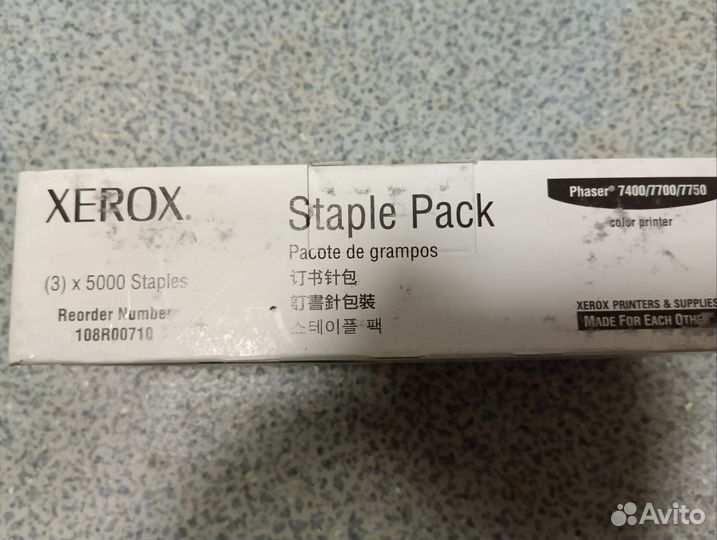 XEROX®
(3) x 5000 Staples
Reorder Number
108R00710
Staple Pack
Pacote de grampos
订书针包
釘書針包裝
스테이플 팩
Phaser® 7400/7700/7750
color printer
XEROX PRINTERS & SUPPLIES
MADE FOR EACH OTHER
Avito